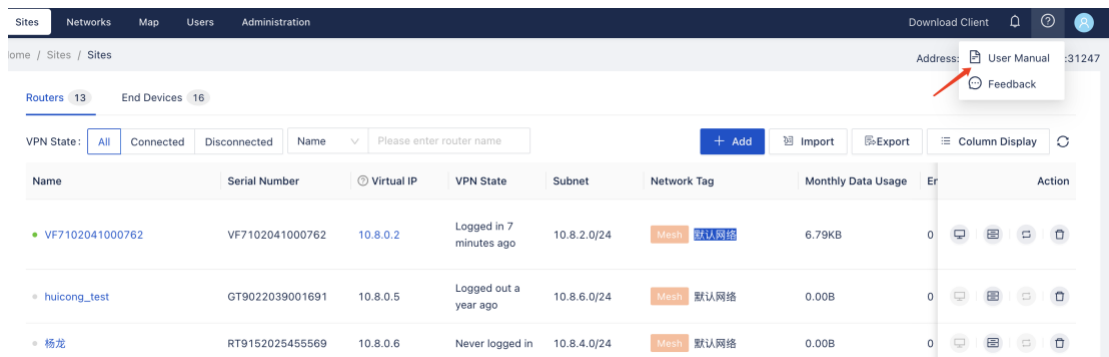 Sites Networks Map Users Administration Download Client
ome / Sites / Sites Address: :31247
User Manual
Feedback
Routers 13 End Devices 16
VPN State: All Connected Disconnected Name Please enter router name + Add Import Export Column Display
Name Serial Number Virtual IP VPN State Subnet Network Tag Monthly Data Usage Er Action
VF7102041000762 VF7102041000762 10.8.0.2 Logged in 7 minutes ago 10.8.2.0/24 Mesh 默认网络 6.79KB 0
huicong_test GT9022039001691 10.8.0.5 Logged out a year ago 10.8.6.0/24 Mesh 默认网络 0.00B 0
杨龙 RT9152025455569 10.8.0.6 Never logged in 10.8.4.0/24 Mesh 默认网络 0.00B 0